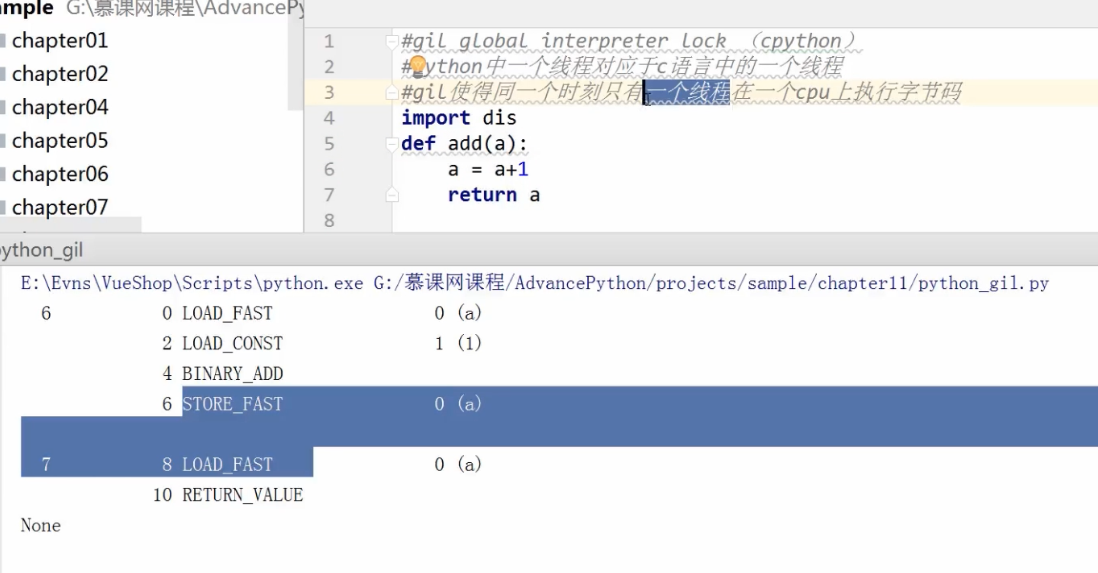 ample G:\慕课网课程\AdvancePy
chapter01
chapter02
chapter04
chapter05
chapter06
chapter07
1 #gil global interpreter lock （cpython）
2 #python中一个线程对应于c语言中的一个线程
3 #gil使得同一个时刻只有一个线程在一个cpu上执行字节码
4 import dis
5 def add(a):
6 a = a+1
7 return a
8
python_gil
E:\Evns\VueShop\Scripts\python.exe G:/慕课网课程/AdvancePython/projects/sample/chapter11/python_gil.py
6 0 LOAD_FAST 0 (a)
2 LOAD_CONST 1 (1)
4 BINARY_ADD
6 STORE_FAST 0 (a)
7 8 LOAD_FAST 0 (a)
10 RETURN_VALUE
None